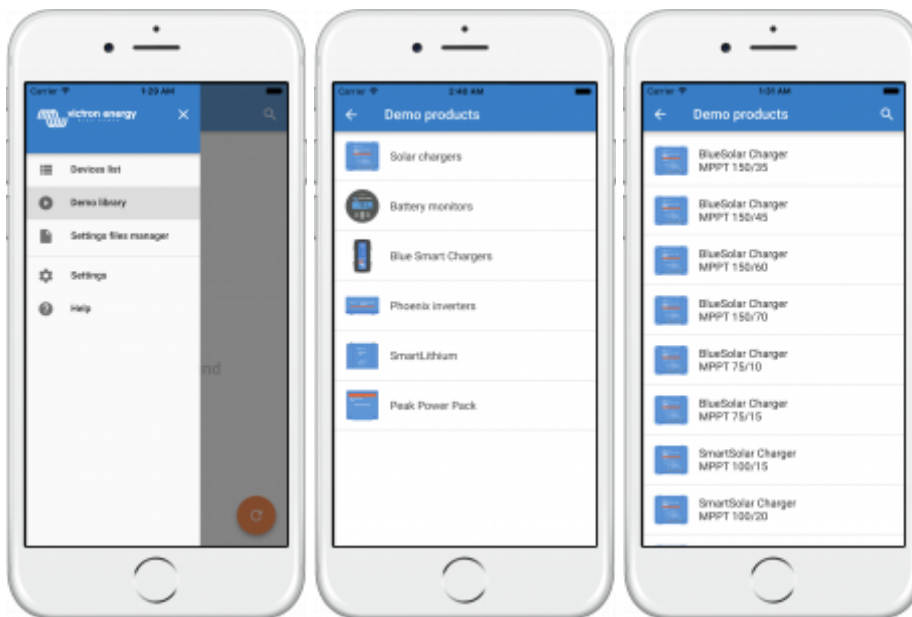 Carrier 1:29 AM
victron energy
BLUE POWER
Devices list
Demo library
Settings files manager
Settings
Help
nd
Carrier 2:48 AM
Demo products
Solar chargers
Battery monitors
Blue Smart Chargers
Phoenix inverters
SmartLithium
Peak Power Pack
Carrier 1:31 AM
Demo products
BlueSolar Charger
MPPT 150/35
BlueSolar Charger
MPPT 150/45
BlueSolar Charger
MPPT 150/60
BlueSolar Charger
MPPT 150/70
BlueSolar Charger
MPPT 75/10
BlueSolar Charger
MPPT 75/15
SmartSolar Charger
MPPT 100/15
SmartSolar Charger
MPPT 100/20